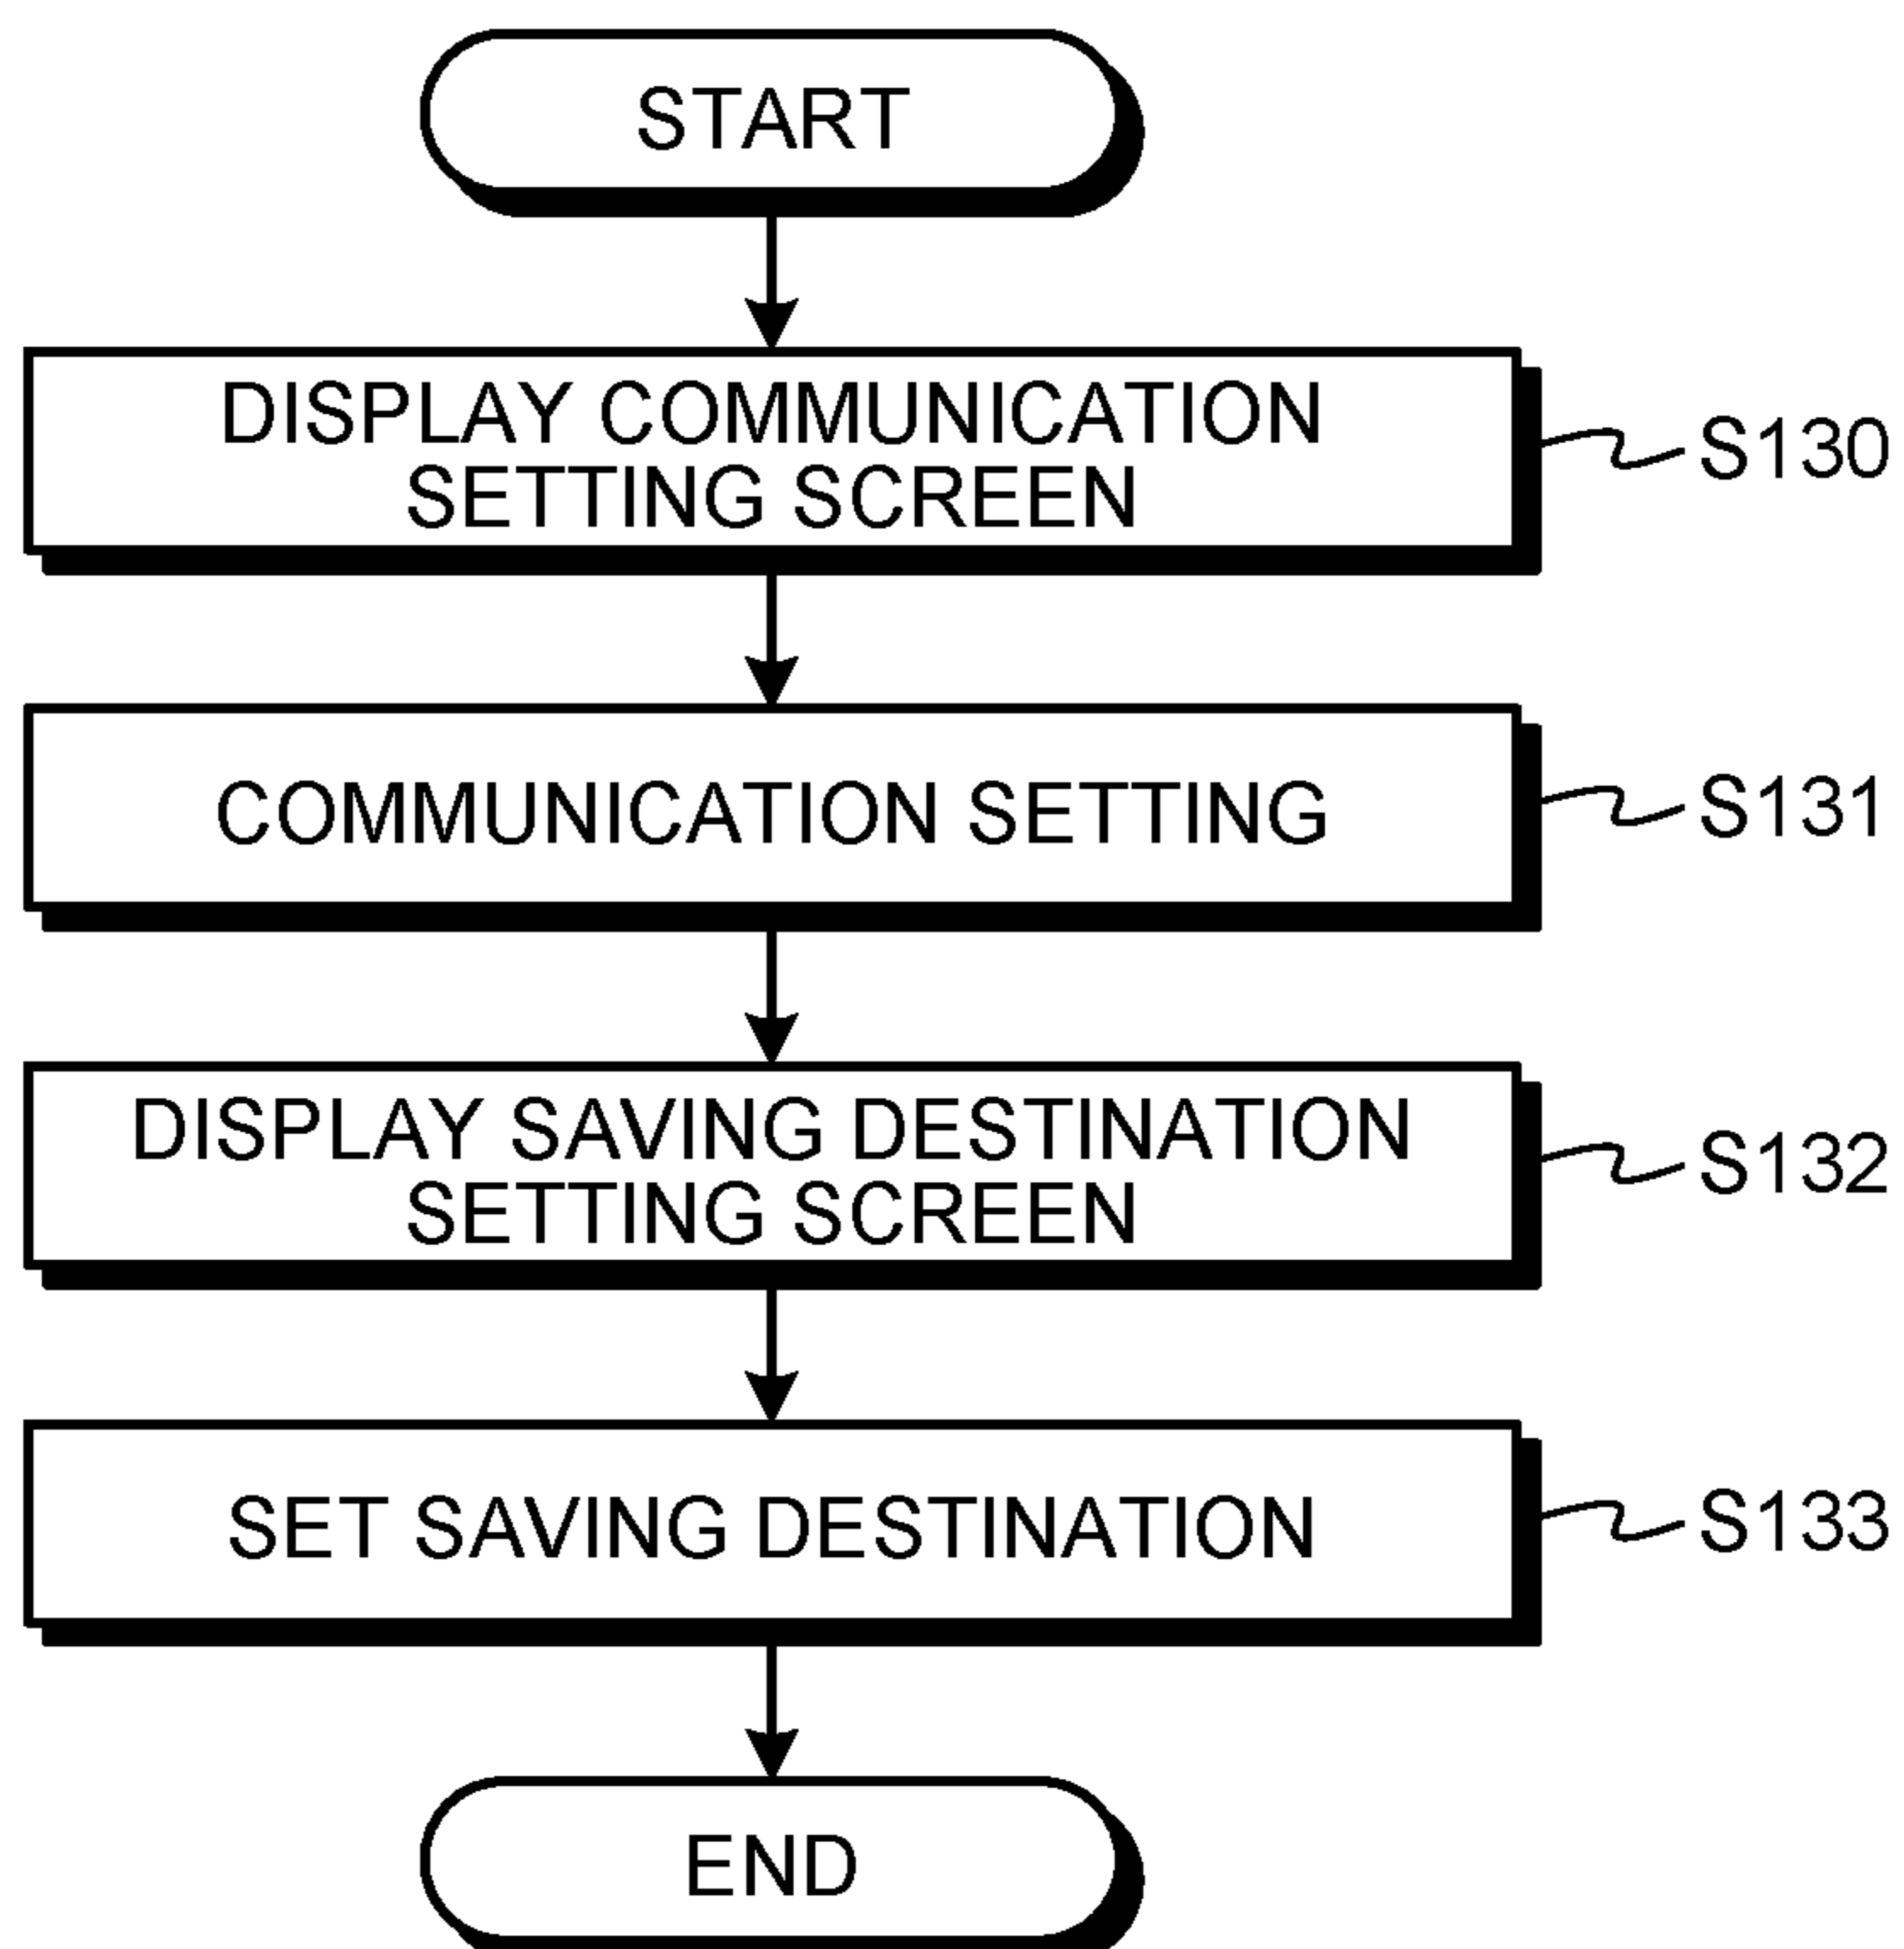 START
DISPLAY COMMUNICATION
SETTING SCREEN
S130
COMMUNICATION SETTING
S131
DISPLAY SAVING DESTINATION
SETTING SCREEN
S132
SET SAVING DESTINATION
S133
END